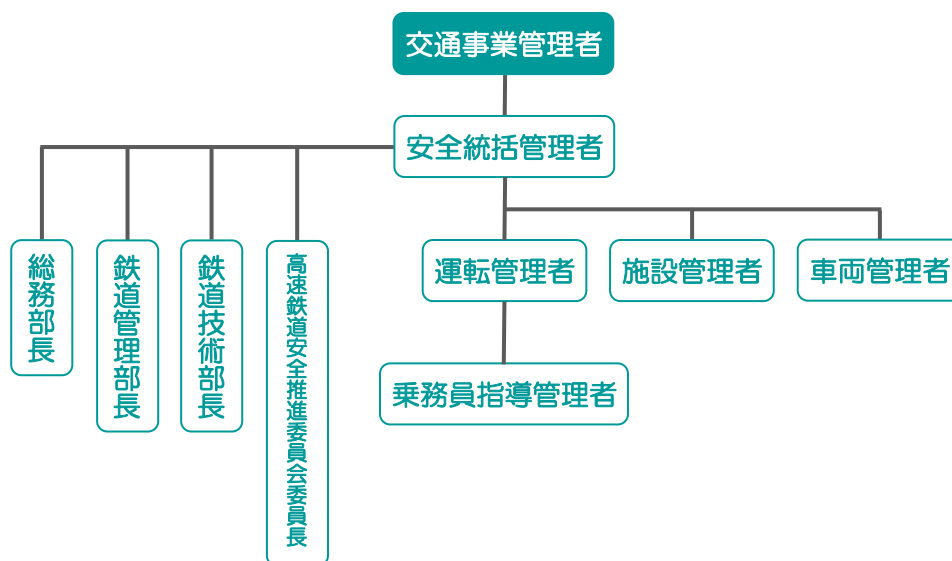 交通事業管理者
安全統括管理者
総務部長
鉄道管理部長
鉄道技術部長
高速鉄道安全推進委員会委員長
運転管理者
施設管理者
車両管理者
乗務員指導管理者